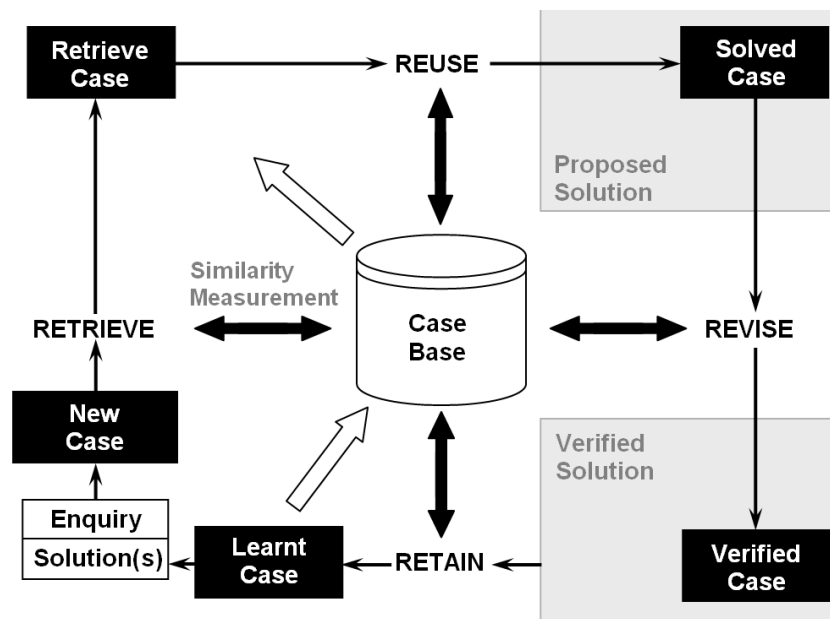 Retrieve
Case
REUSE
Solved
Case
Proposed
Solution
Similarity
Measurement
RETRIEVE
Case
Base
REVISE
New
Case
Verified
Solution
Enquiry
Solution(s)
Learnt
Case
RETAIN
Verified
Case